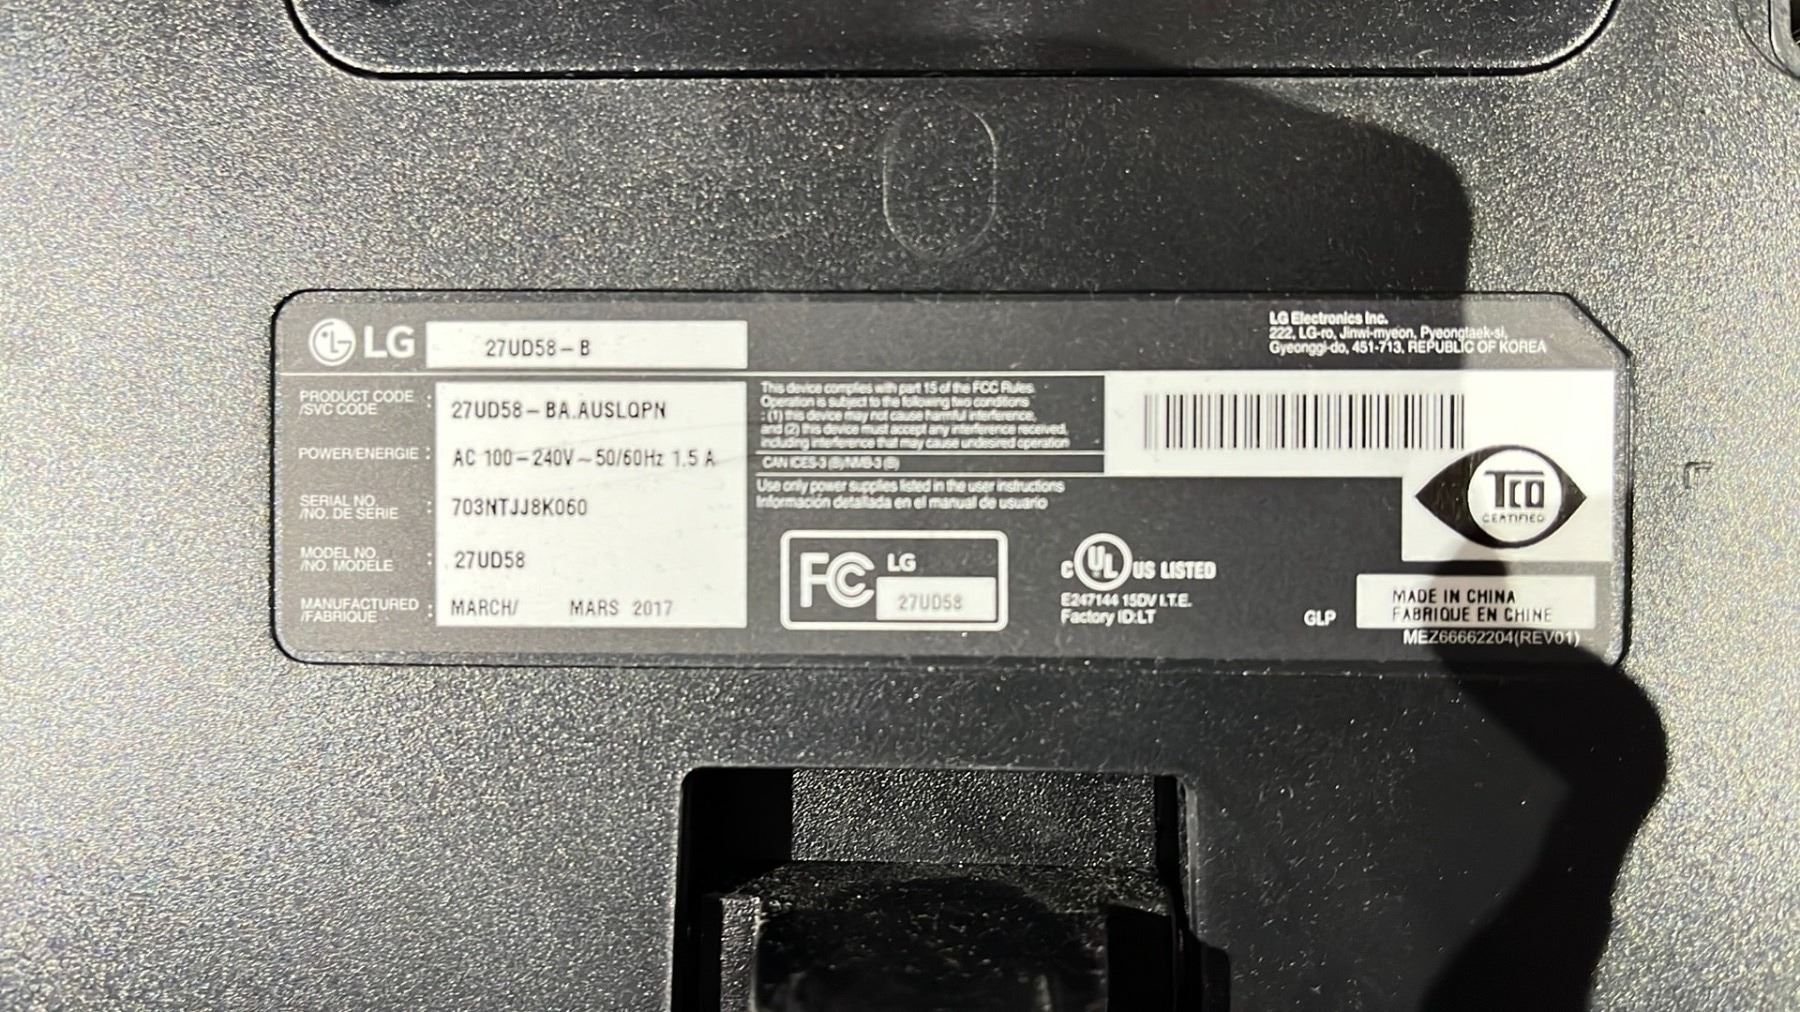 LG 27UD58-B
LG Electronics Inc.
222, LG-ro, Jinwi-myeon, Pyeongtaek-si,
Gyeonggi-do, 451-713, REPUBLIC OF KOREA
PRODUCT CODE
/SVC CODE : 27UD58-BA.AUSLQPN
POWER/ENERGIE : AC 100-240V~50/60Hz 1.5 A
SERIAL NO.
/NO. DE SERIE : 703NTJJ8K060
MODEL NO.
/NO. MODELE : 27UD58
MANUFACTURED
/FABRIQUE : MARCH/ MARS 2017
This device complies with part 15 of the FCC Rules.
Operation is subject to the following two conditions
: (1) this device may not cause harmful interference,
and (2) this device must accept any interference received,
including interference that may cause undesired operation
CAN ICES-3 (B)/NMB-3 (B)
Use only power supplies listed in the user instructions
Información detallada en el manual de usuario
FC LG
27UD58
C UL US LISTED
E247144 15DV I.T.E.
Factory ID:LT
TCO
CERTIFIED
GLP
MADE IN CHINA
FABRIQUE EN CHINE
MEZ66662204(REV01)